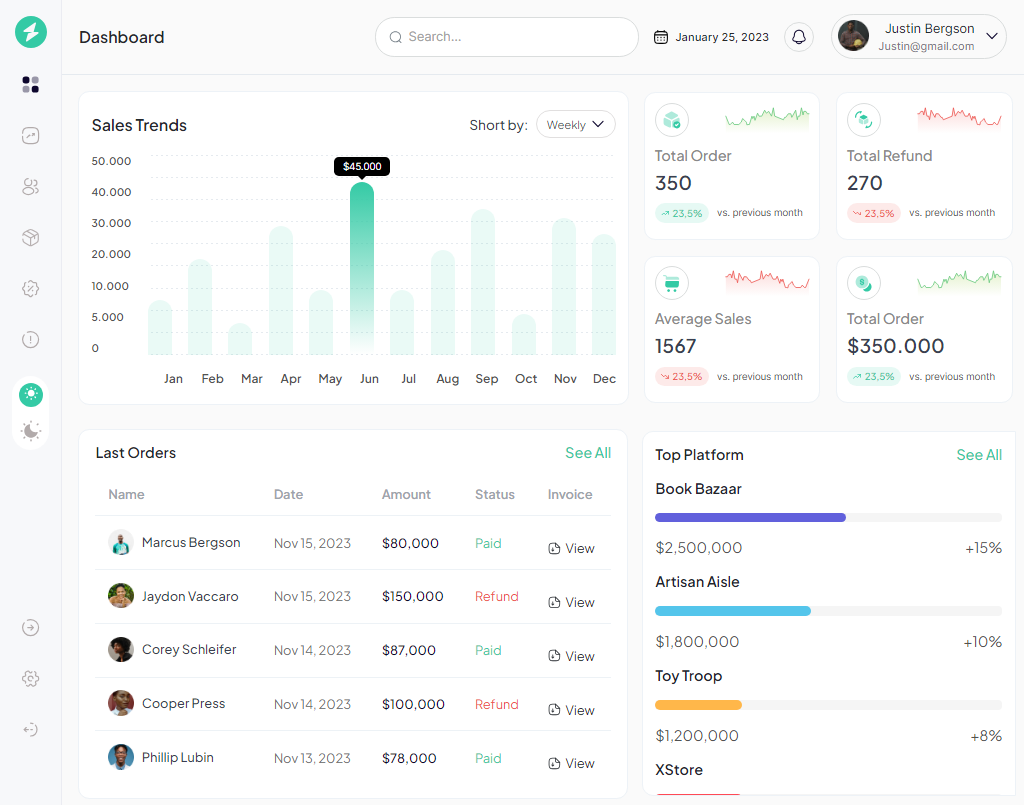 Dashboard
Search...
January 25, 2023
Justin Bergson
Justin@gmail.com
Sales Trends
Short by:
Weekly
50.000
40.000
30.000
20.000
10.000
5.000
0
$45.000
Jan Feb Mar Apr May Jun Jul Aug Sep Oct Nov Dec
Total Order
350
23,5% vs. previous month
Total Refund
270
23,5% vs. previous month
Average Sales
1567
23,5% vs. previous month
Total Order
$350.000
23,5% vs. previous month
Last Orders See All
Name Date Amount Status Invoice
Marcus Bergson Nov 15, 2023 $80,000 Paid View
Jaydon Vaccaro Nov 15, 2023 $150,000 Refund View
Corey Schleifer Nov 14, 2023 $87,000 Paid View
Cooper Press Nov 14, 2023 $100,000 Refund View
Phillip Lubin Nov 13, 2023 $78,000 Paid View
Top Platform See All
Book Bazaar
$2,500,000 +15%
Artisan Aisle
$1,800,000 +10%
Toy Troop
$1,200,000 +8%
XStore